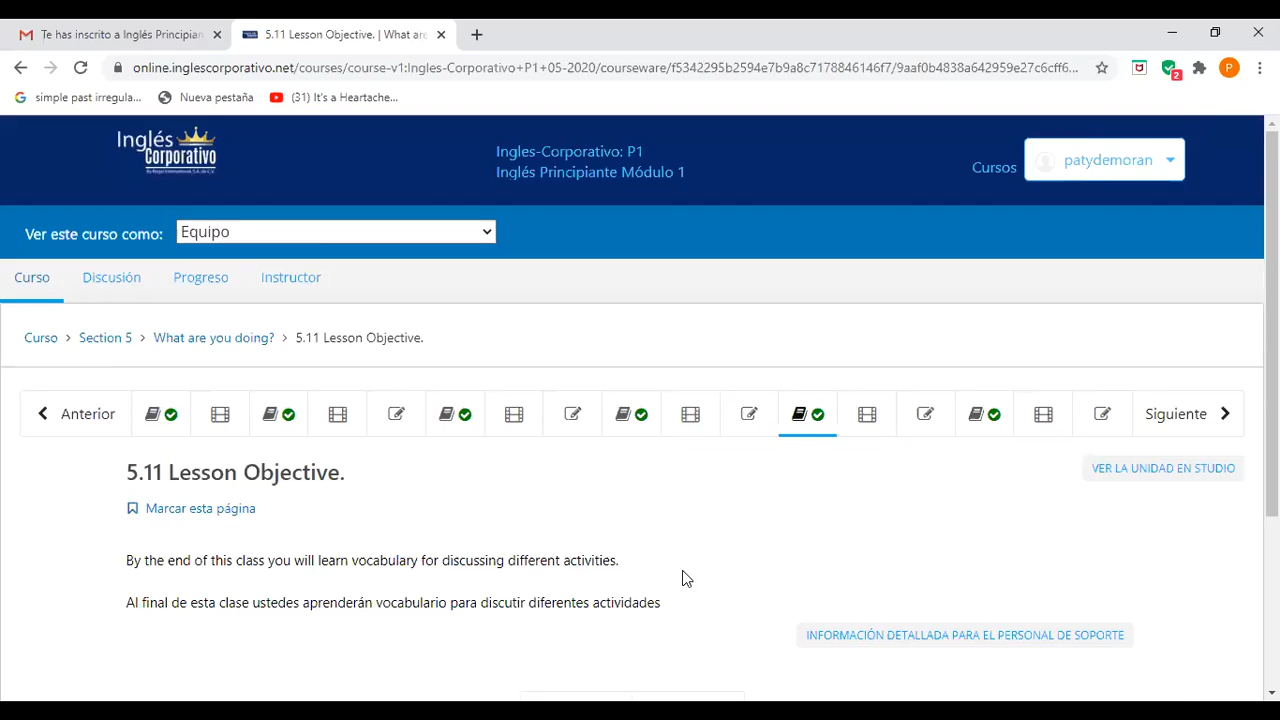 Te has inscrito a Inglés Principian
5.11 Lesson Objective. | What are
online.inglescorporativo.net/courses/course-v1:Ingles-Corporativo+P1+05-2020/courseware/f5342295b2594e7b9a8c7178846146f7/9aaf0b4838a642959e27c6cff6...
P
2
simple past irregula...
Nueva pestaña
(31) It's a Heartache...
Inglés
Corporativo
By Regal International, S.A. de C.V.
Ingles-Corporativo: P1
Inglés Principiante Módulo 1
Cursos
patydemoran
Ver este curso como:
Equipo
Curso
Discusión
Progreso
Instructor
Curso > Section 5 > What are you doing? > 5.11 Lesson Objective.
Anterior
Siguiente
5.11 Lesson Objective.
VER LA UNIDAD EN STUDIO
Marcar esta página
By the end of this class you will learn vocabulary for discussing different activities.
Al final de esta clase ustedes aprenderán vocabulario para discutir diferentes actividades
INFORMACIÓN DETALLADA PARA EL PERSONAL DE SOPORTE